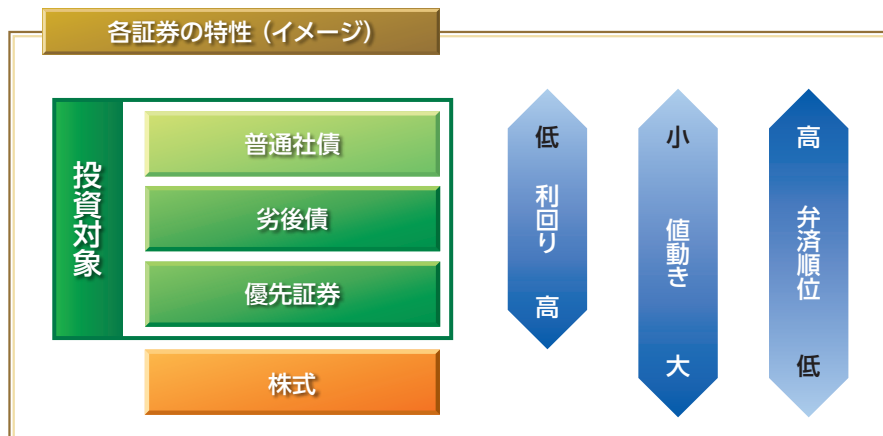 各証券の特性（イメージ）
投資対象
普通社債
劣後債
優先証券
株式
低
利回り
高
小
値動き
大
高
弁済順位
低